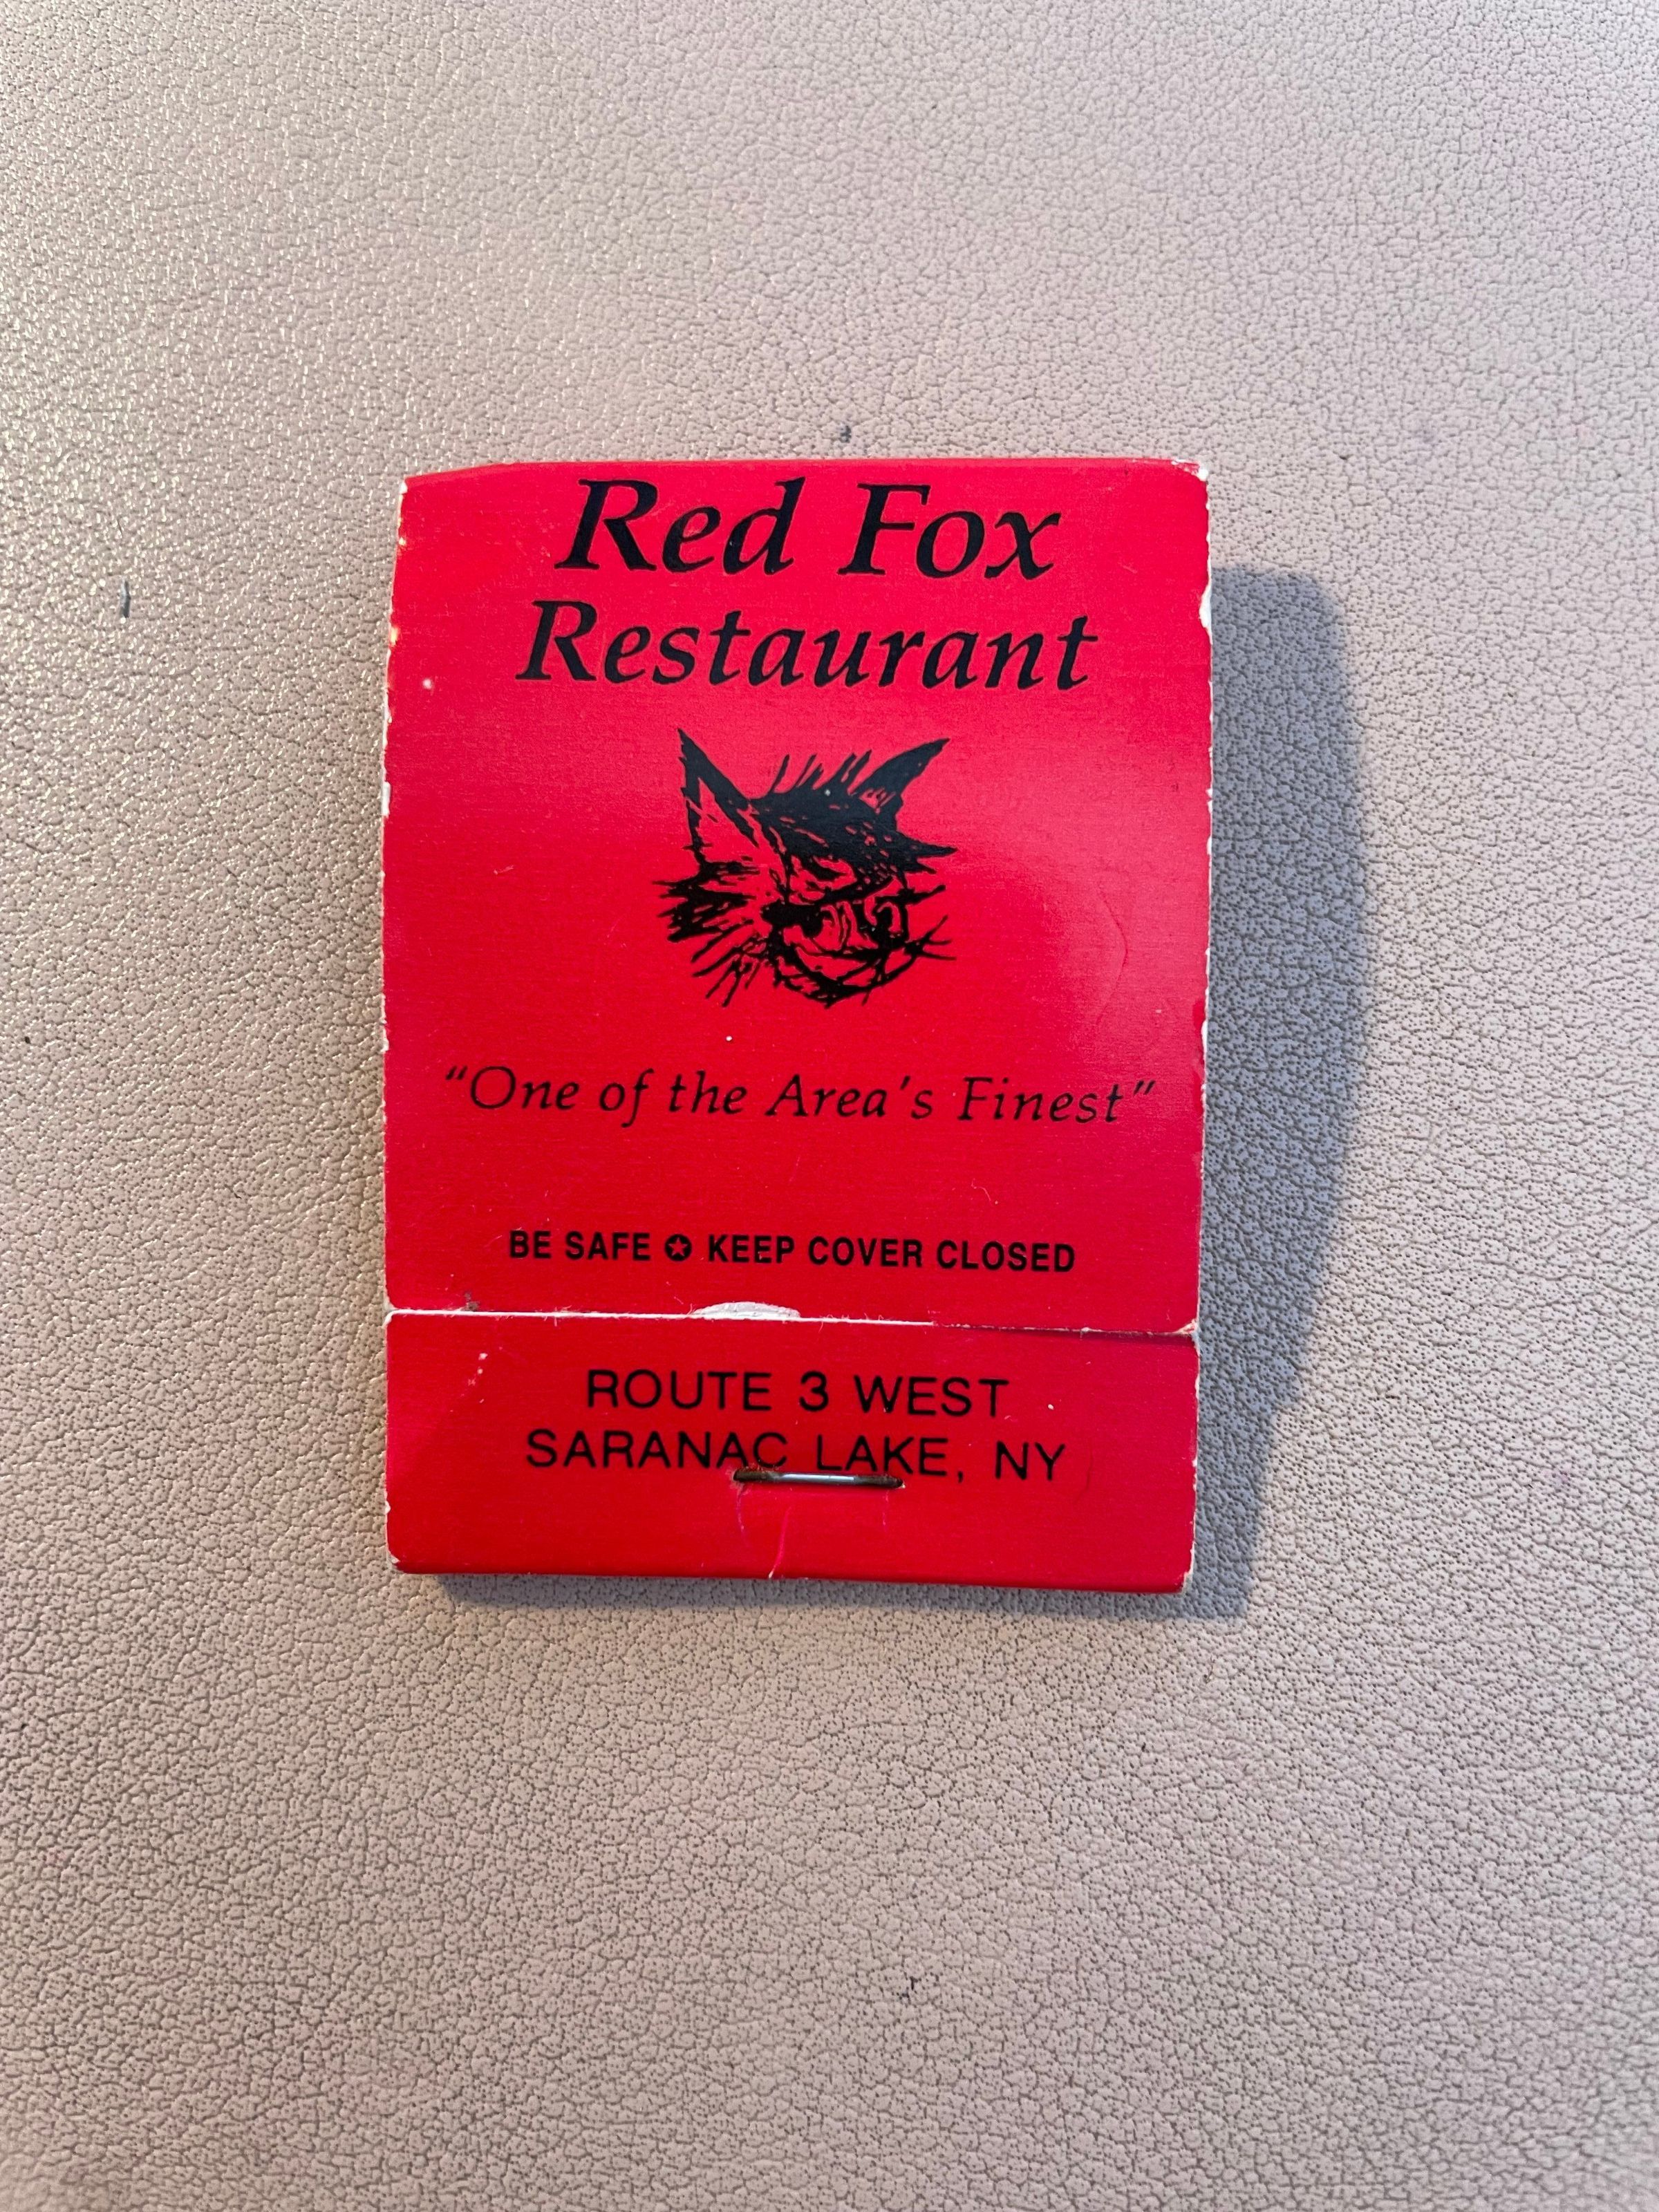 Red Fox
Restaurant
"One of the Area's Finest"
BE SAFE ✪ KEEP COVER CLOSED
ROUTE 3 WEST
SARANAC LAKE, NY